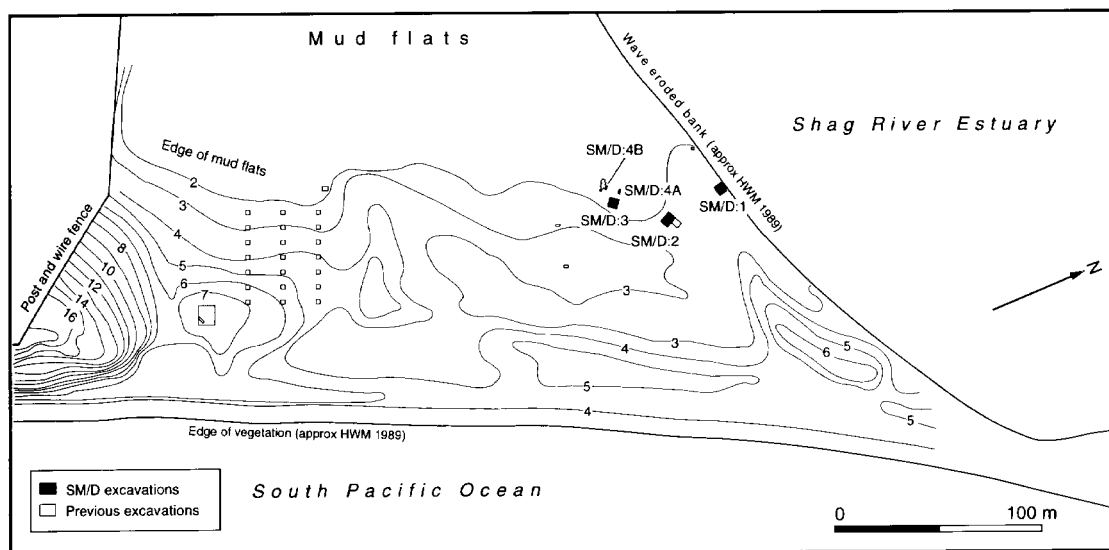 Mud flats
Wave eroded bank (approx HWM 1989)
Shag River Estuary
SM/D:4B
Edge of mud flats
SM/D:4A
2
SM/D:1
3
SM/D:3
SM/D:2
4
Post and wire fence
8
5
10
6
12
N
7
14
3
16
3
5
4
6
5
4
5
Edge of vegetation (approx HWM 1989)
SM/D excavations
Previous excavations
South Pacific Ocean
0
100 m